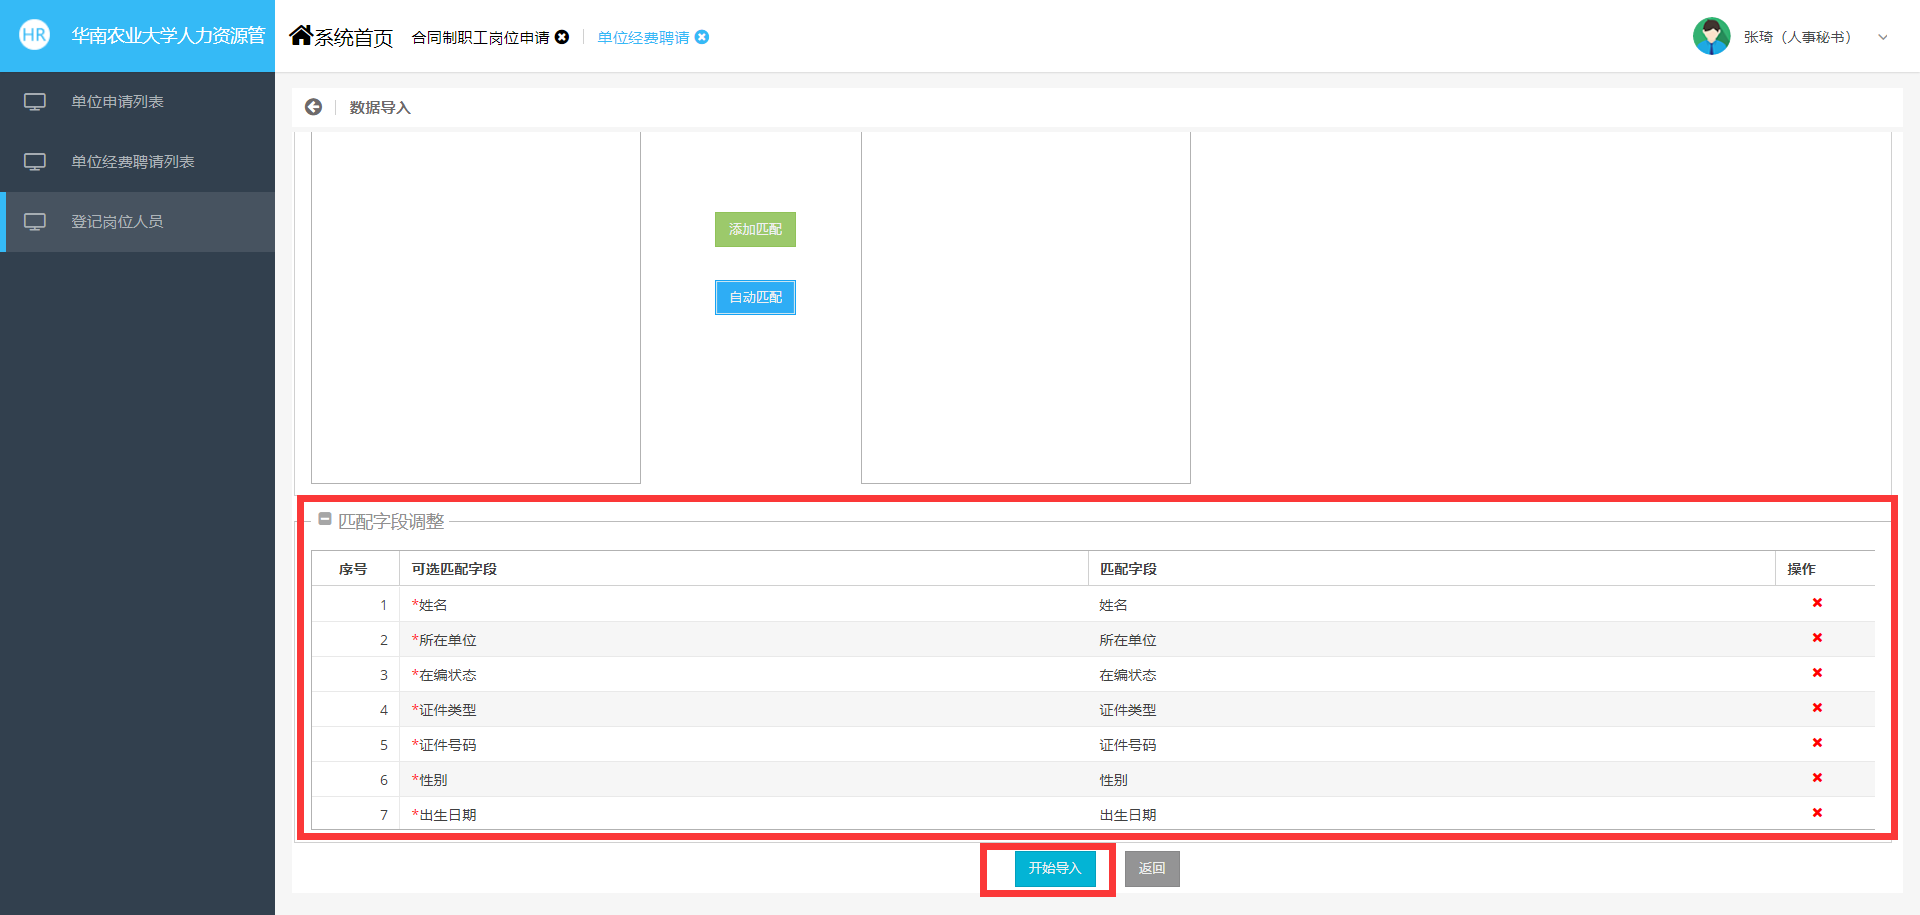 HR 华南农业大学人力资源管
系统首页 合同制职工岗位申请 单位经费聘请
张琦（人事秘书）
单位申请列表
单位经费聘请列表
登记岗位人员
数据导入
添加匹配
自动匹配
匹配字段调整
序号 可选匹配字段 匹配字段 操作
1 *姓名 姓名
2 *所在单位 所在单位
3 *在编状态 在编状态
4 *证件类型 证件类型
5 *证件号码 证件号码
6 *性别 性别
7 *出生日期 出生日期
开始导入 返回